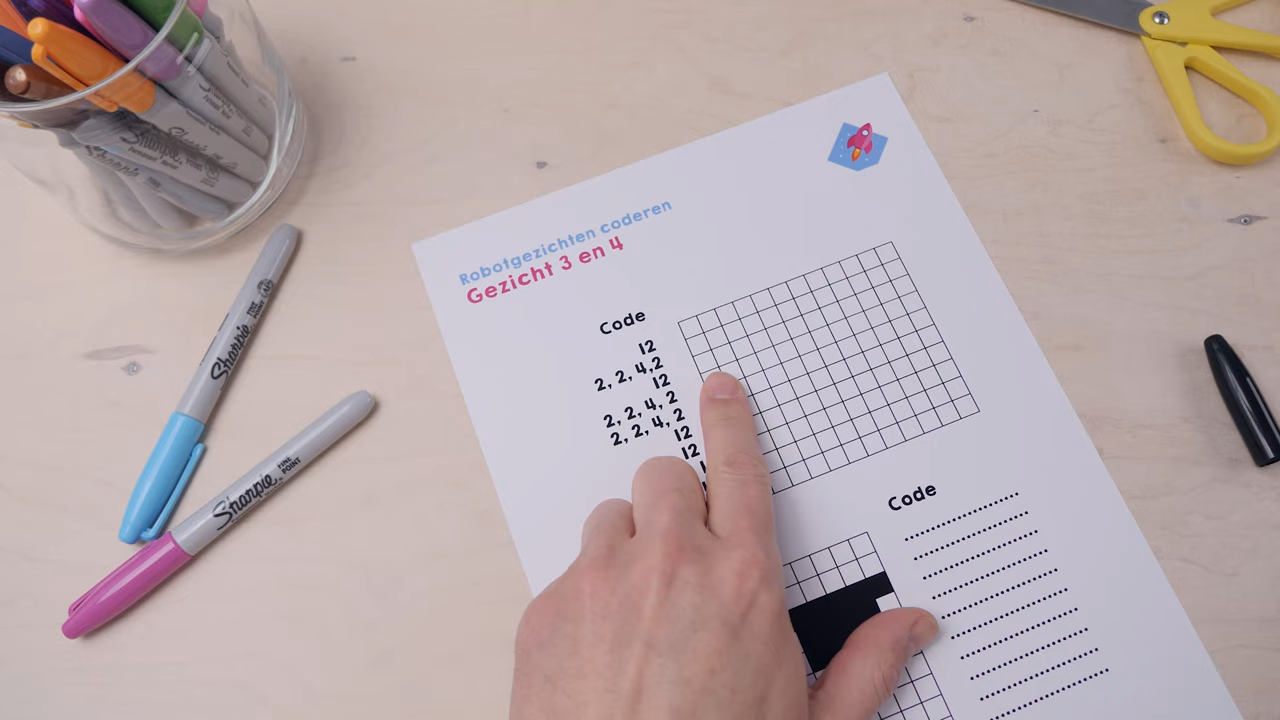 Robotgezichten coderen
Gezicht 3 en 4
Code
12
2, 2, 4,2
12
2, 2, 4, 2
2, 2, 4, 2
12
12
Code
Sharpie
FINE POINT
Sharpie
FINE POINT
Sharpie